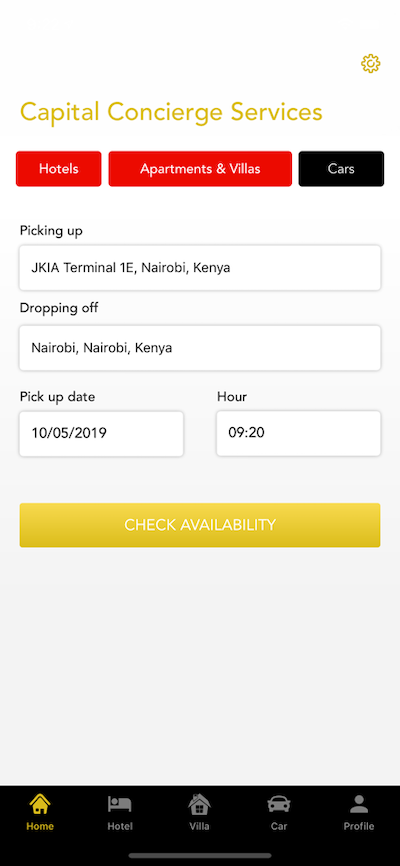 Capital Concierge Services
Hotels
Apartments & Villas
Cars
Picking up
JKIA Terminal 1E, Nairobi, Kenya
Dropping off
Nairobi, Nairobi, Kenya
Pick up date
Hour
10/05/2019
09:20
CHECK AVAILABILITY
Home
Hotel
Villa
Car
Profile